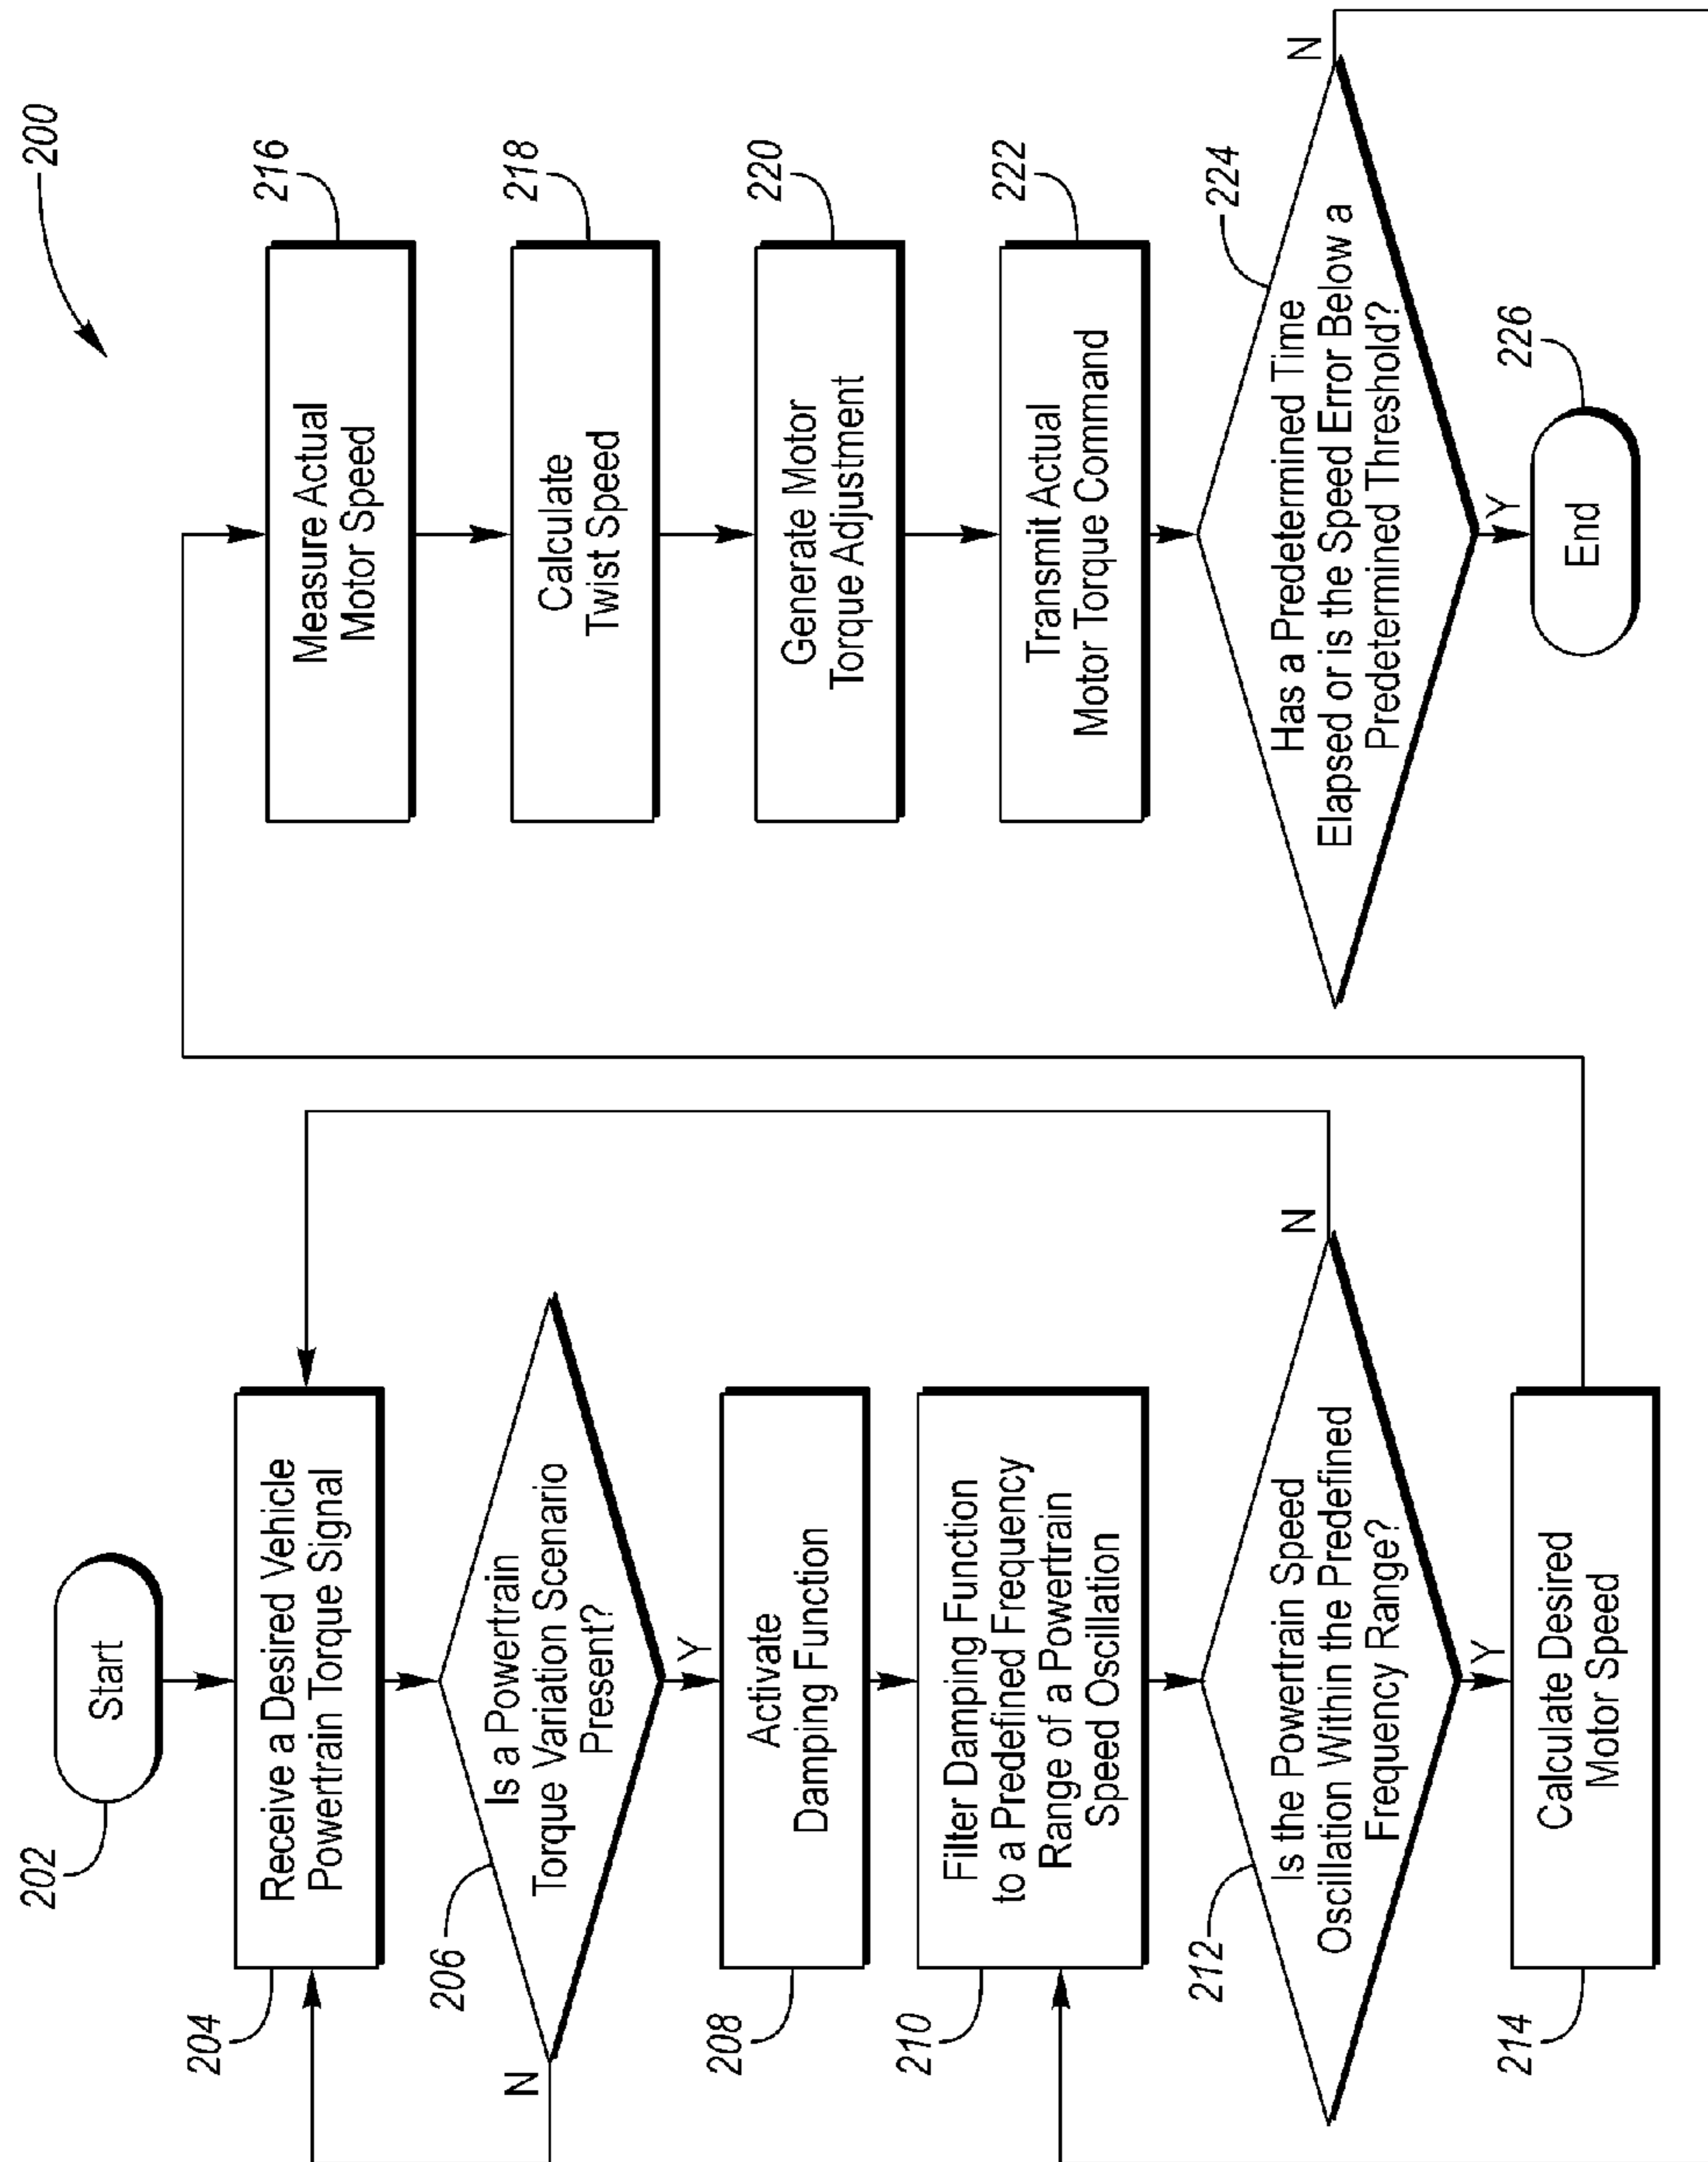 200
202
Start
204
Receive a Desired Vehicle
Powertrain Torque Signal
206
Is a Powertrain
Torque Variation Scenario
Present?
N
Y
208
Activate
Damping Function
210
Filter Damping Function
to a Predefined Frequency
Range of a Powertrain
Speed Oscillation
212
Is the Powertrain Speed
Oscillation Within the Predefined
Frequency Range?
N
Y
214
Calculate Desired
Motor Speed
216
Measure Actual
Motor Speed
218
Calculate
Twist Speed
220
Generate Motor
Torque Adjustment
222
Transmit Actual
Motor Torque Command
224
Has a Predetermined Time
Elapsed or is the Speed Error Below a
Predetermined Threshold?
N
Y
226
End